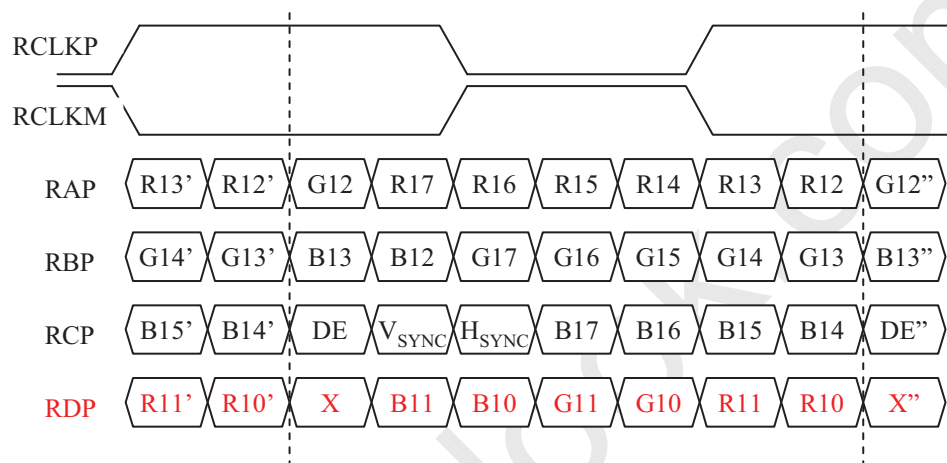 RCLKP
RCLKM
RAP R13’ R12’ G12 R17 R16 R15 R14 R13 R12 G12”
RBP G14’ G13’ B13 B12 G17 G16 G15 G14 G13 B13”
RCP B15’ B14’ DE VSYNC HSYNC B17 B16 B15 B14 DE”
RDP R11’ R10’ X B11 B10 G11 G10 R11 R10 X”